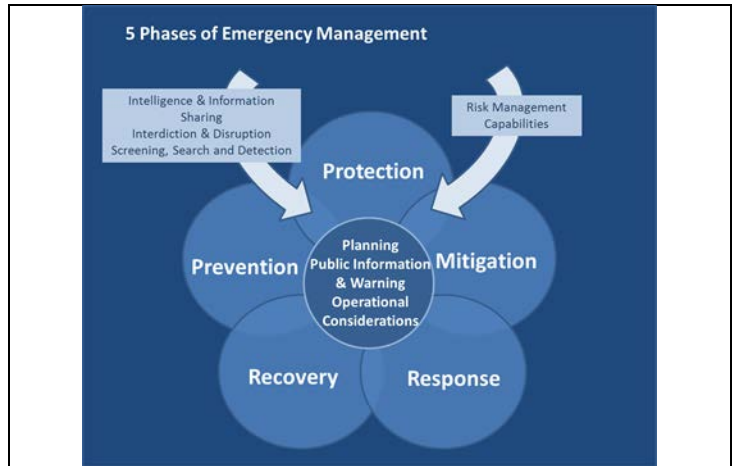 5 Phases of Emergency Management
Intelligence & Information
Sharing
Interdiction & Disruption
Screening, Search and Detection
Risk Management
Capabilities
Protection
Prevention
Planning
Public Information
& Warning
Operational
Considerations
Mitigation
Recovery
Response